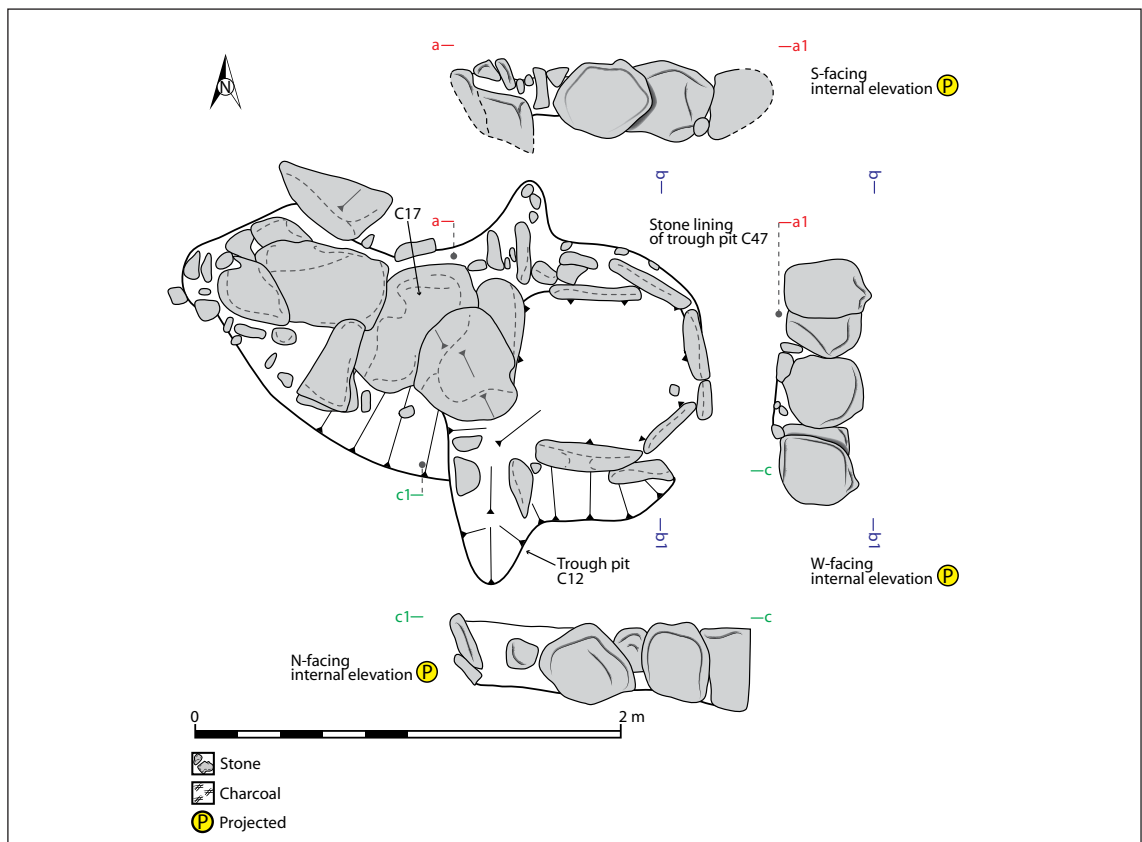 a
a1
S-facing
internal elevation P
N
b
b
C17
a
Stone lining
of trough pit C47
a1
c
c1
b1
b1
Trough pit
C12
W-facing
internal elevation P
c1
c
N-facing
internal elevation P
0
2 m
Stone
Charcoal
P Projected